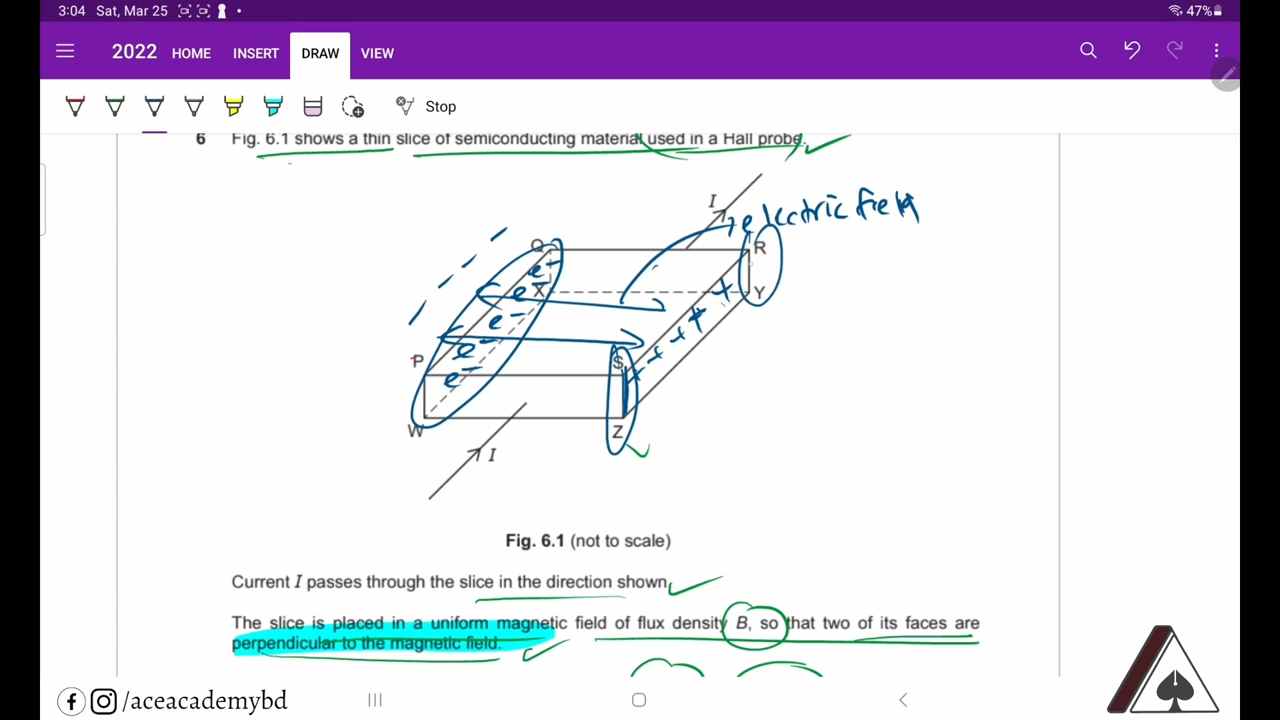 3:04 Sat, Mar 25 47%
2022 HOME INSERT DRAW VIEW
Stop
6 Fig. 6.1 shows a thin slice of semiconducting material used in a Hall probe.
I
electric field
Q R
e-
e- X Y
e-
e-
P S
e-
W Z
I
Fig. 6.1 (not to scale)
Current I passes through the slice in the direction shown.
The slice is placed in a uniform magnetic field of flux density B, so that two of its faces are
perpendicular to the magnetic field.
/aceacademybd